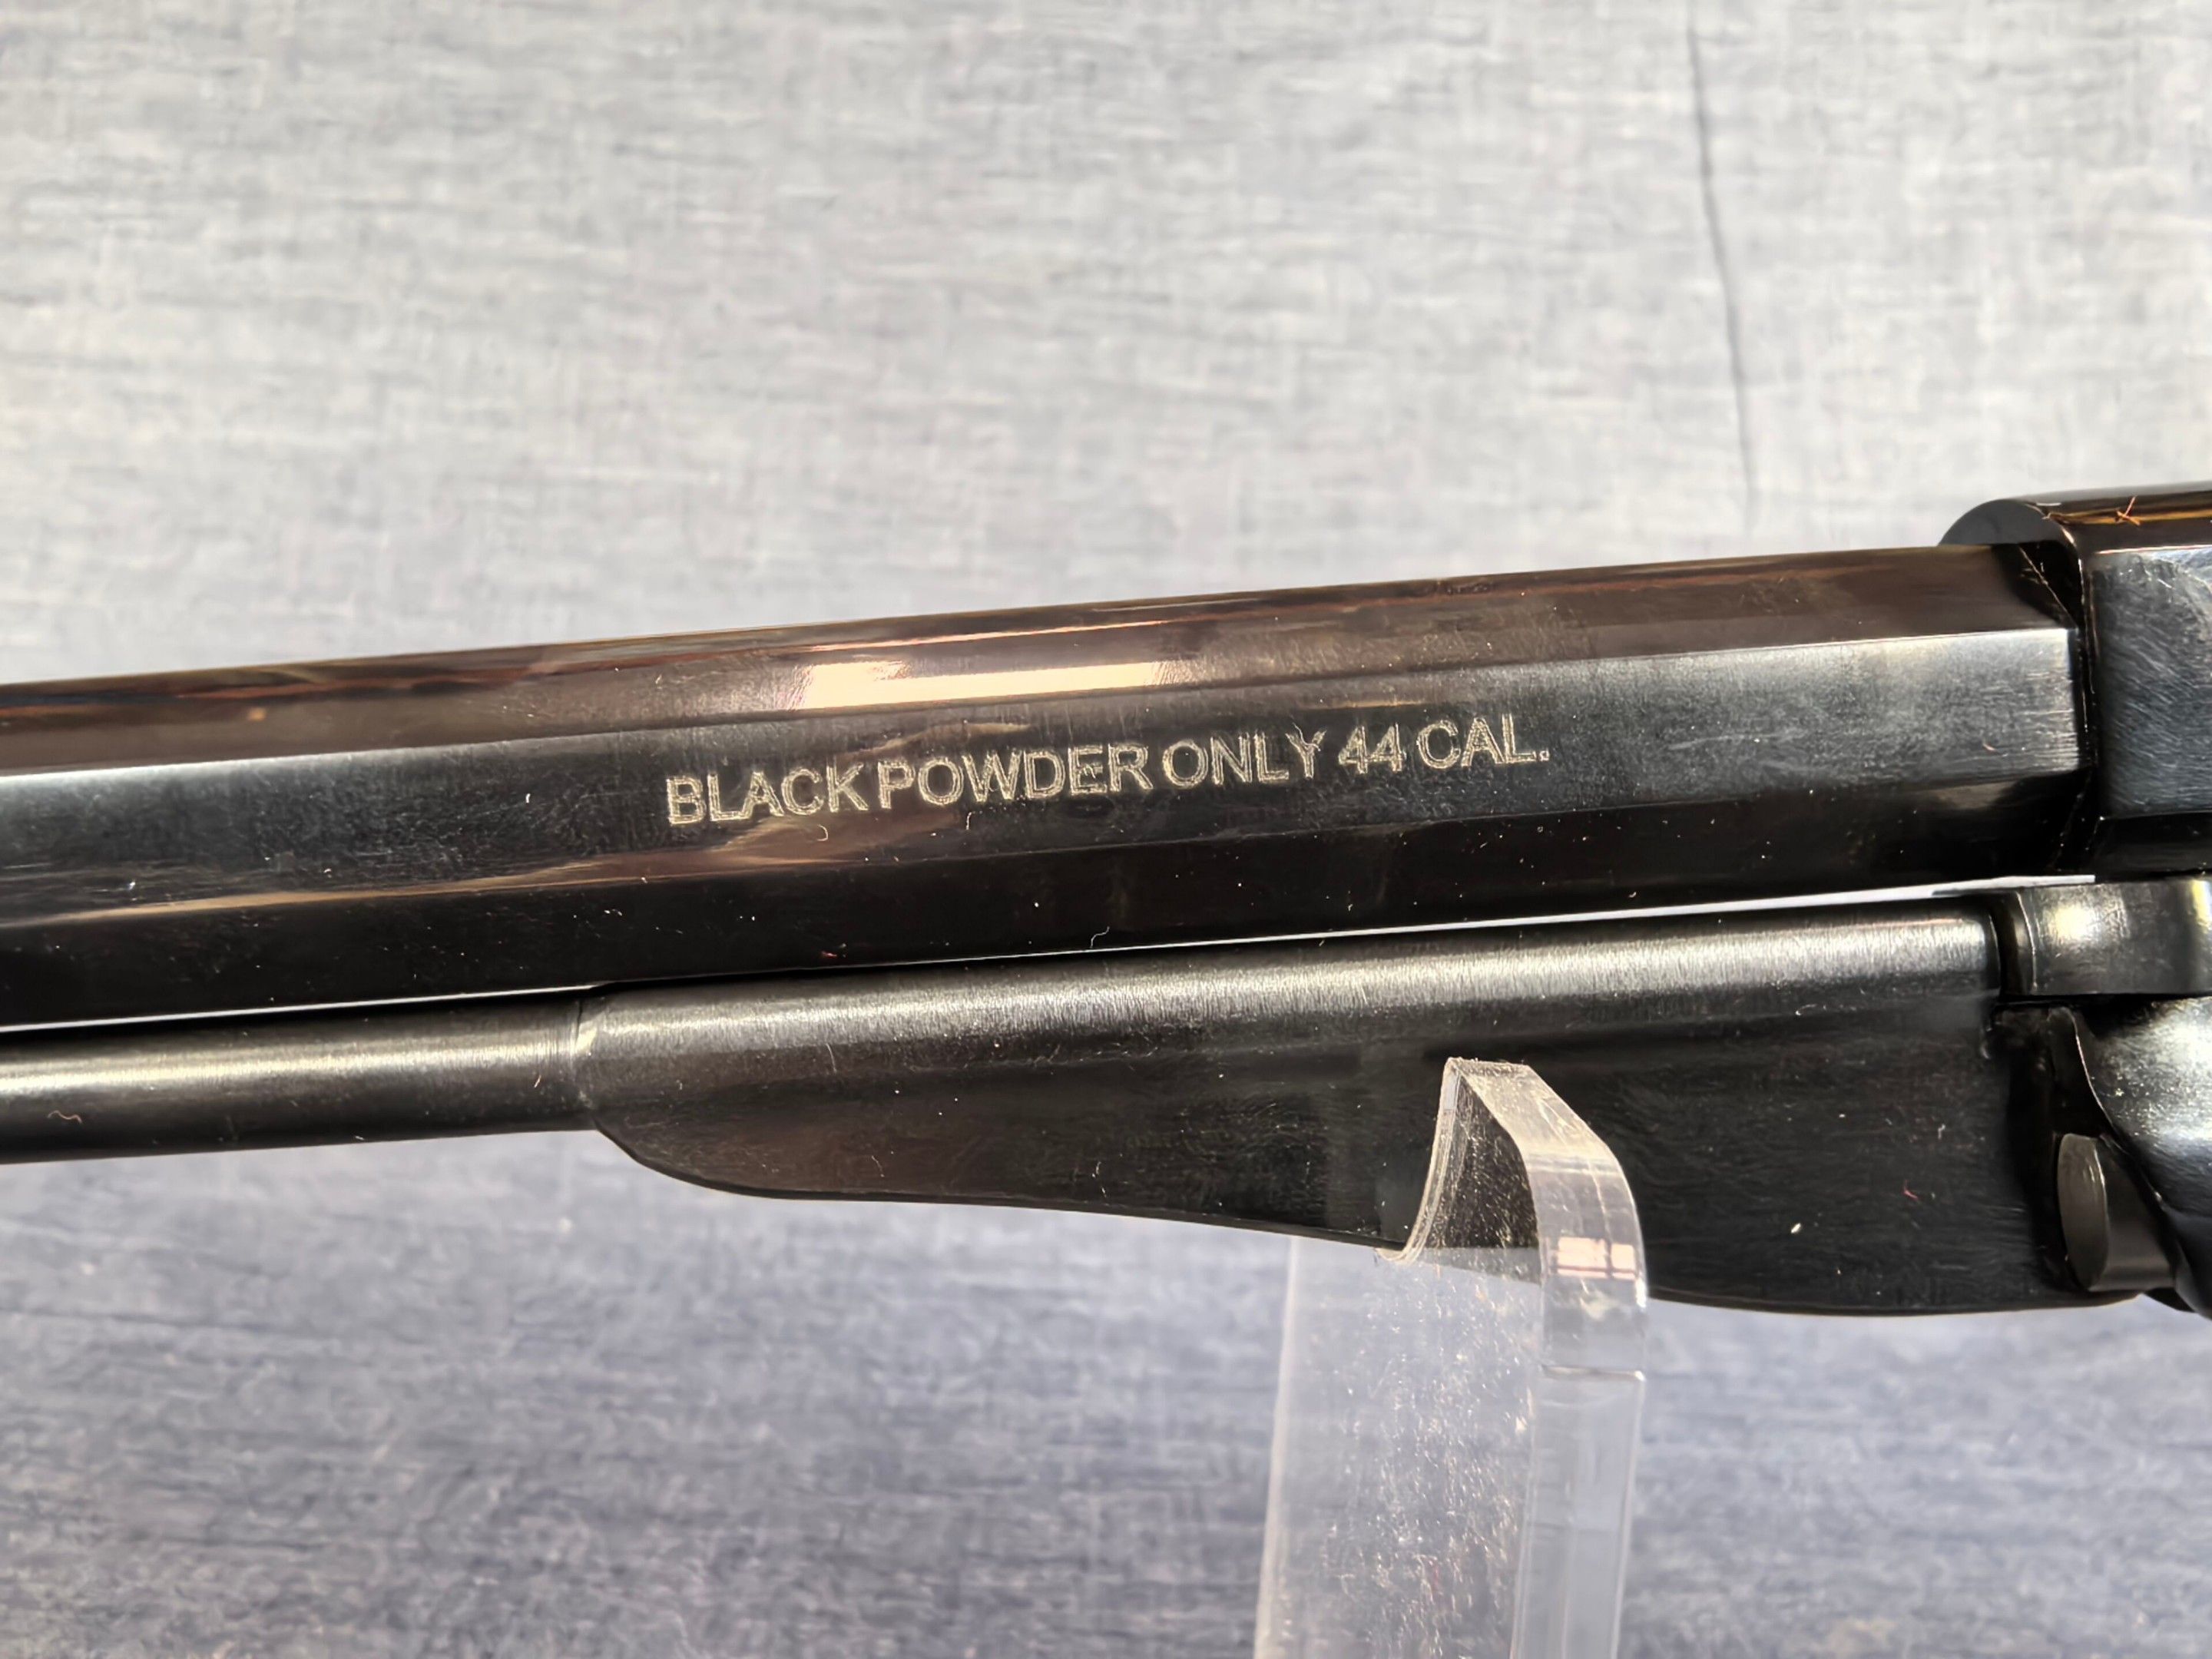 BLACK POWDER ONLY 44 CAL.